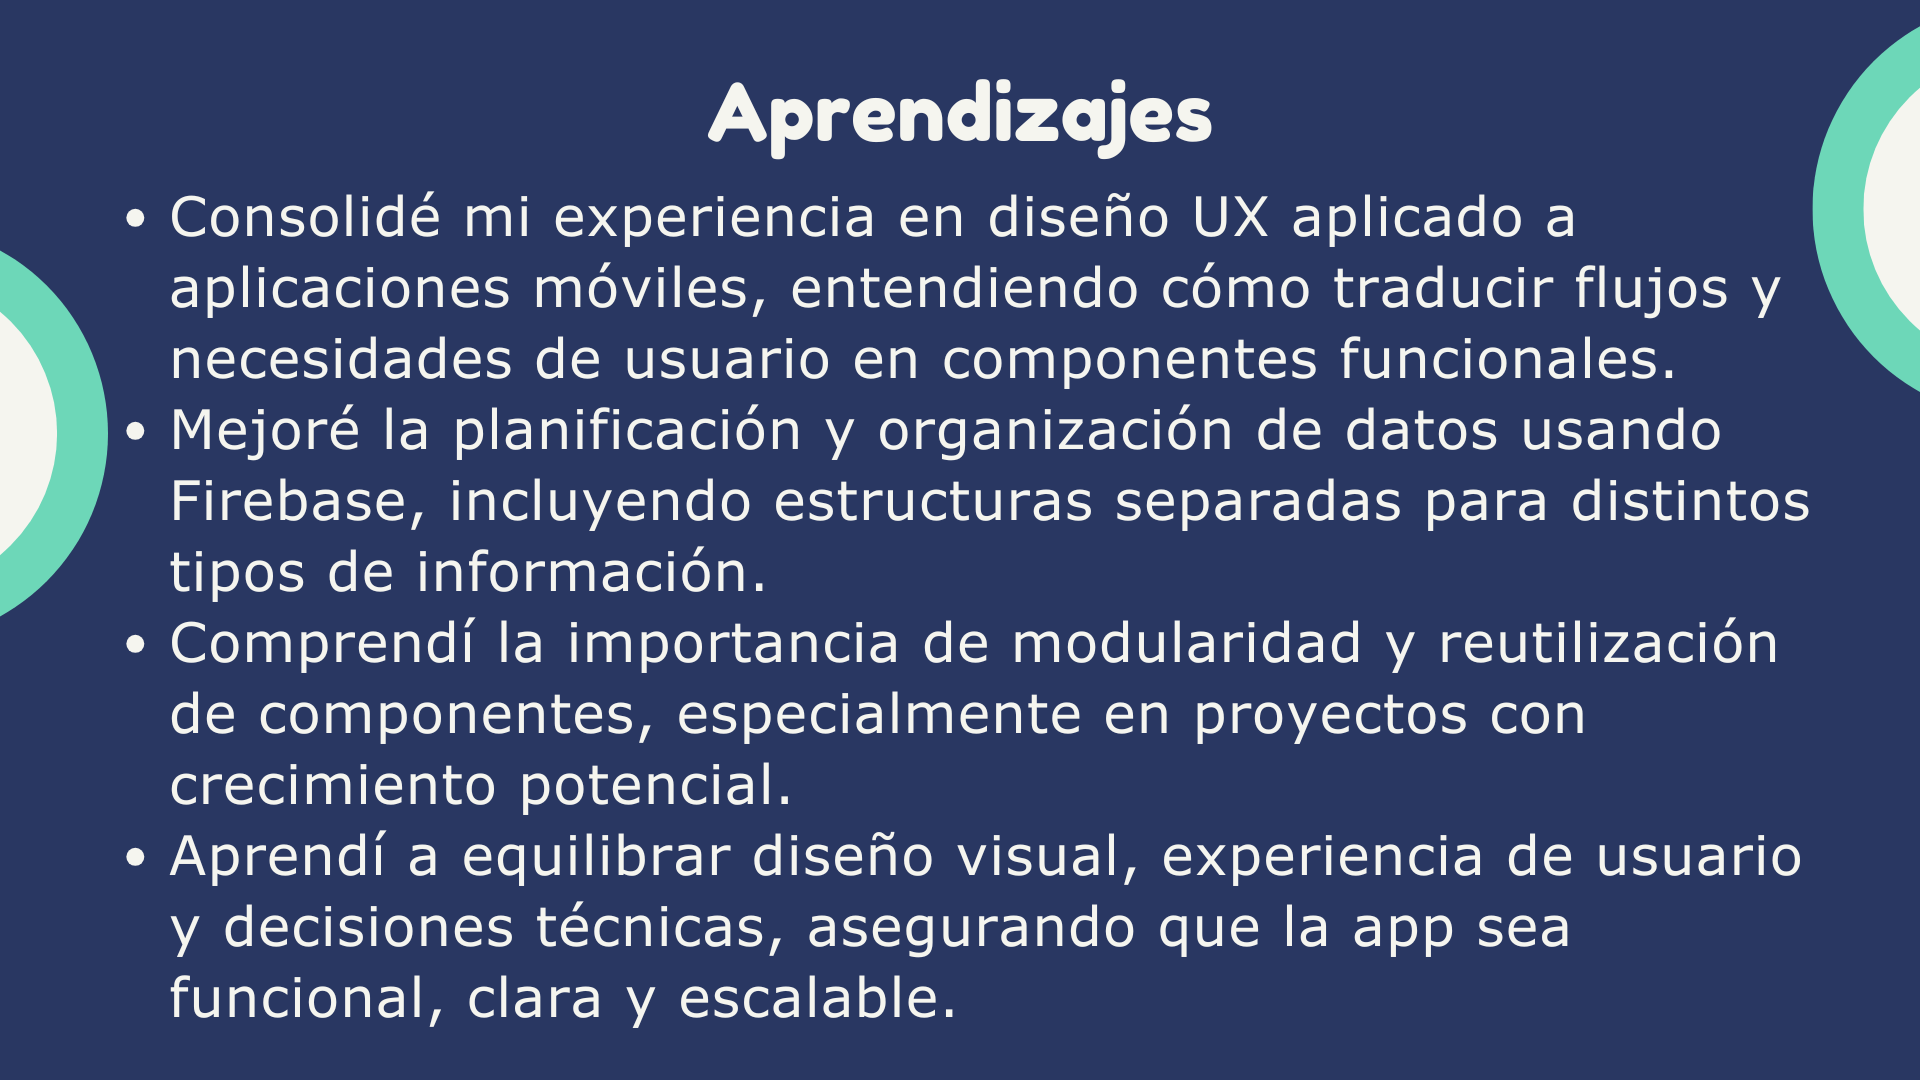 Aprendizajes
• Consolidé mi experiencia en diseño UX aplicado a
aplicaciones móviles, entendiendo cómo traducir flujos y
necesidades de usuario en componentes funcionales.
• Mejoré la planificación y organización de datos usando
Firebase, incluyendo estructuras separadas para distintos
tipos de información.
• Comprendí la importancia de modularidad y reutilización
de componentes, especialmente en proyectos con
crecimiento potencial.
• Aprendí a equilibrar diseño visual, experiencia de usuario
y decisiones técnicas, asegurando que la app sea
funcional, clara y escalable.